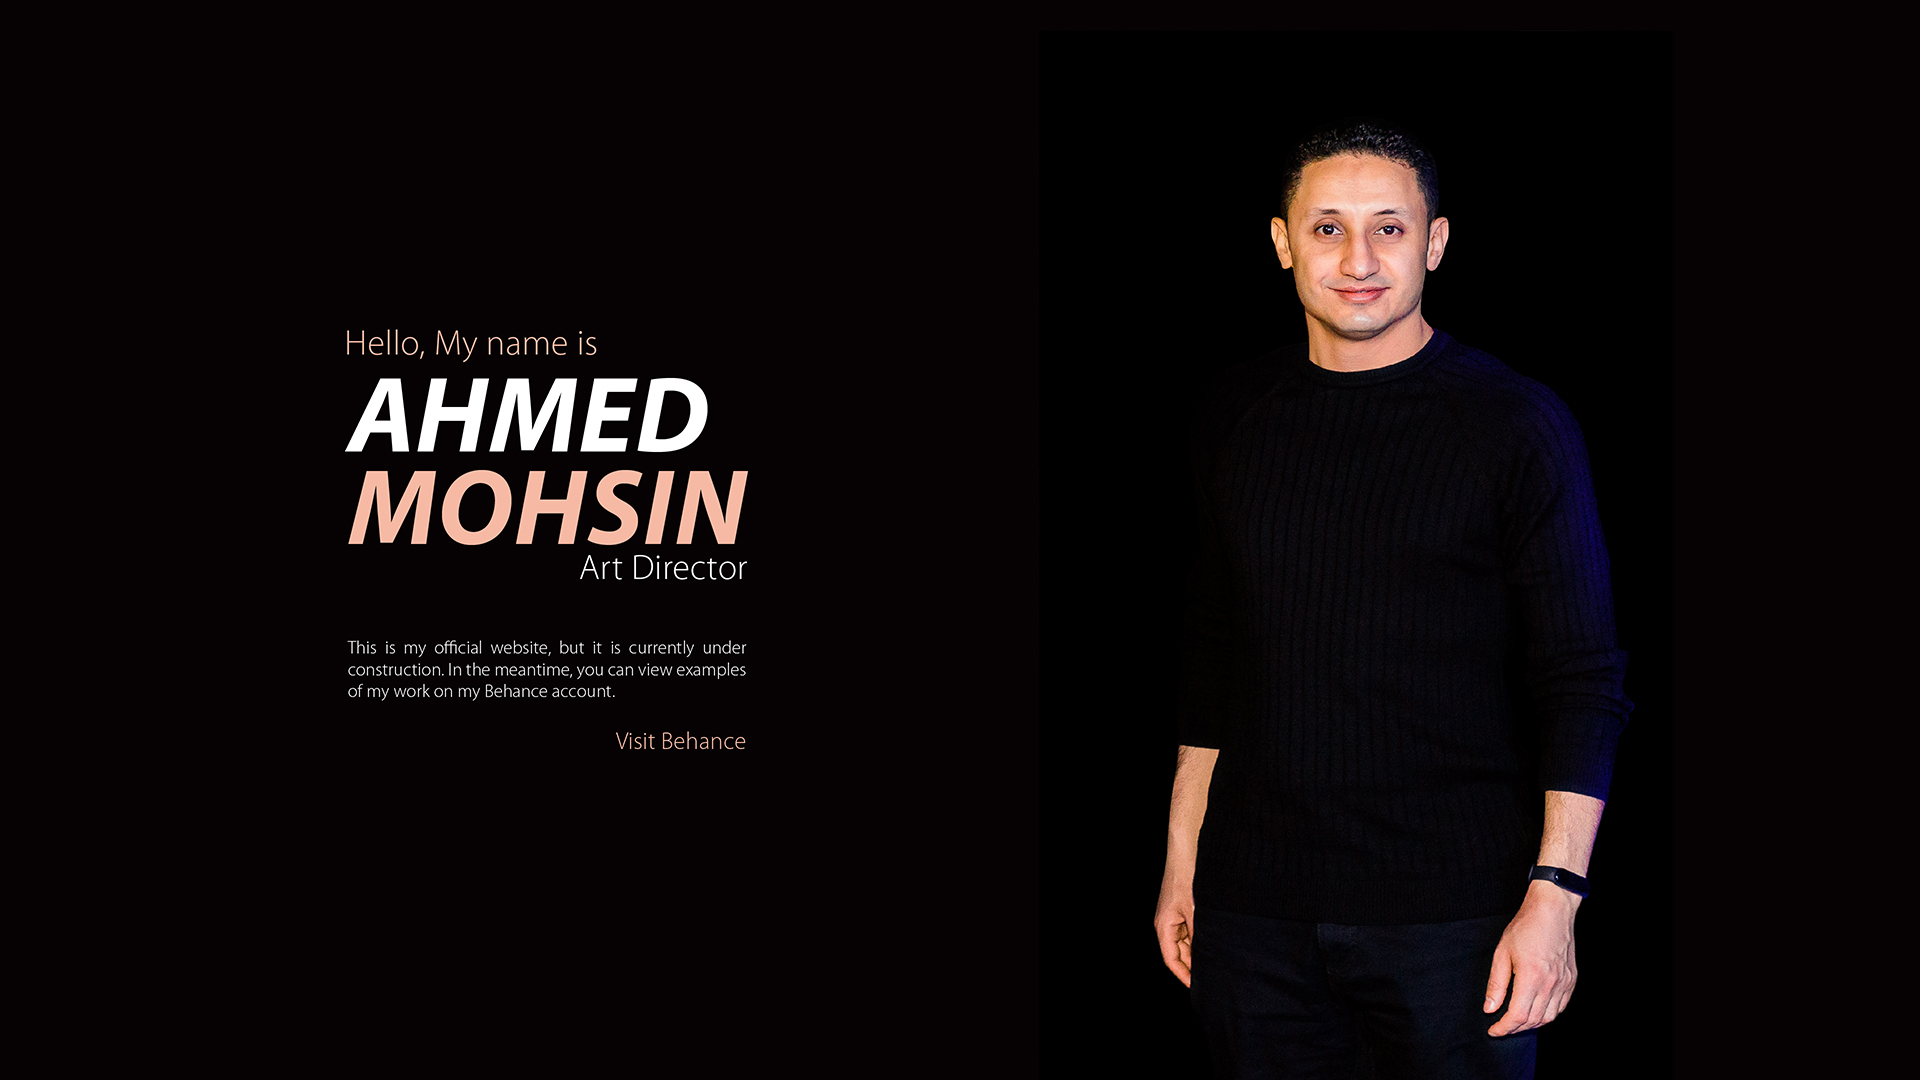 Hello, My name is
AHMED
MOHSIN
Art Director
This is my official website, but it is currently under
construction. In the meantime, you can view examples
of my work on my Behance account.
Visit Behance